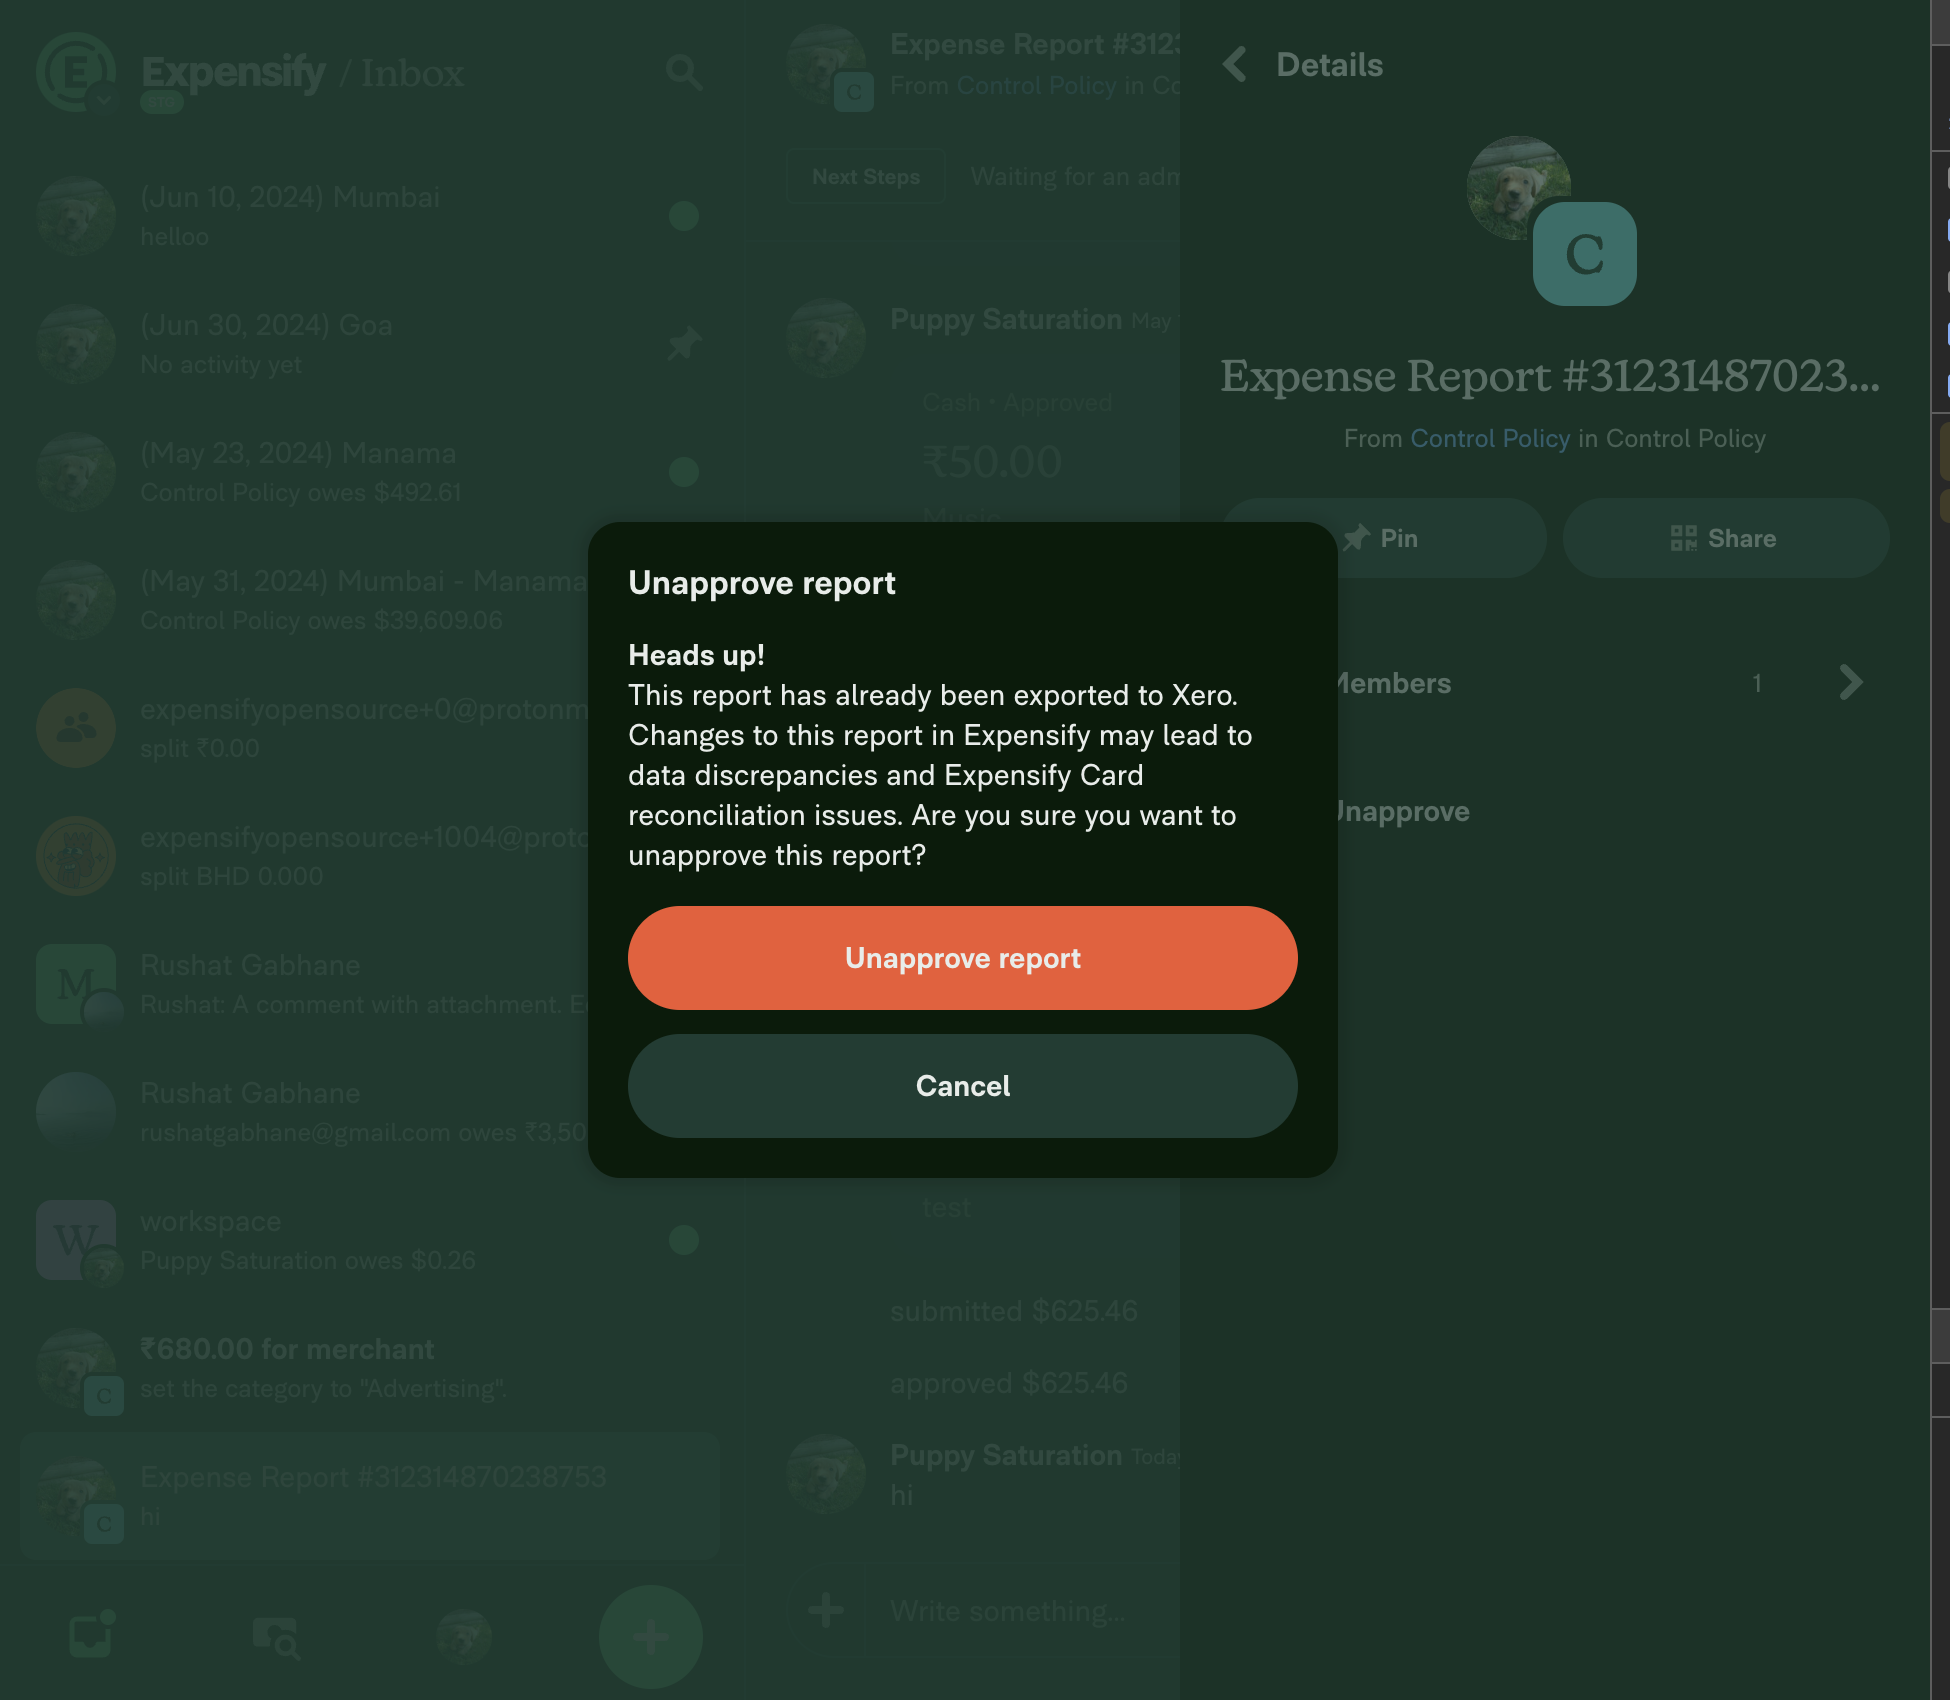 Expensify / Inbox
STG
(Jun 10, 2024) Mumbai
helloo
(Jun 30, 2024) Goa
No activity yet
(May 23, 2024) Manama
Control Policy owes $492.61
(May 31, 2024) Mumbai - Manama
Control Policy owes $39,609.06
expensifyopensource+0@protonm
split ₹0.00
expensifyopensource+1004@proto
split BHD 0.000
M
Rushat Gabhane
Rushat: A comment with attachment.
Rushat Gabhane
rushatgabhane@gmail.com owes ₹3,50
W
workspace
Puppy Saturation owes $0.26
₹680.00 for merchant
C
set the category to "Advertising".
Expense Report #312314870238753
C
hi
Expense Report #3123
C
From Control Policy in Co
Next Steps
Waiting for an adm
Puppy Saturation May
Cash • Approved
₹50.00
Music
test
submitted $625.46
approved $625.46
Puppy Saturation Today
hi
Write something...
Details
C
Expense Report #31231487023...
From Control Policy in Control Policy
Pin
Share
Members
1
Unapprove
Unapprove report
Heads up!
This report has already been exported to Xero.
Changes to this report in Expensify may lead to
data discrepancies and Expensify Card
reconciliation issues. Are you sure you want to
unapprove this report?
Unapprove report
Cancel